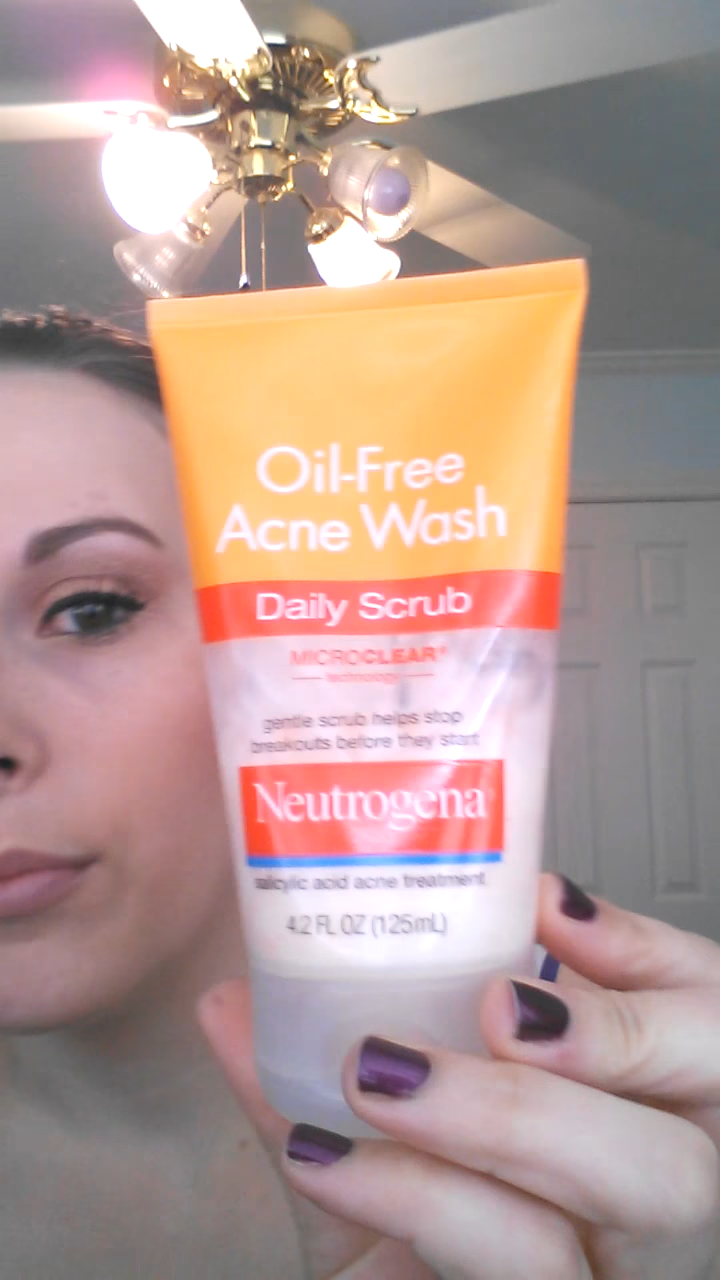 Oil-Free
Acne Wash
Daily Scrub
MICROCLEAR®
technology
gentle scrub helps stop
breakouts before they start
Neutrogena®
salicylic acid acne treatment
4.2 FL OZ (125mL)